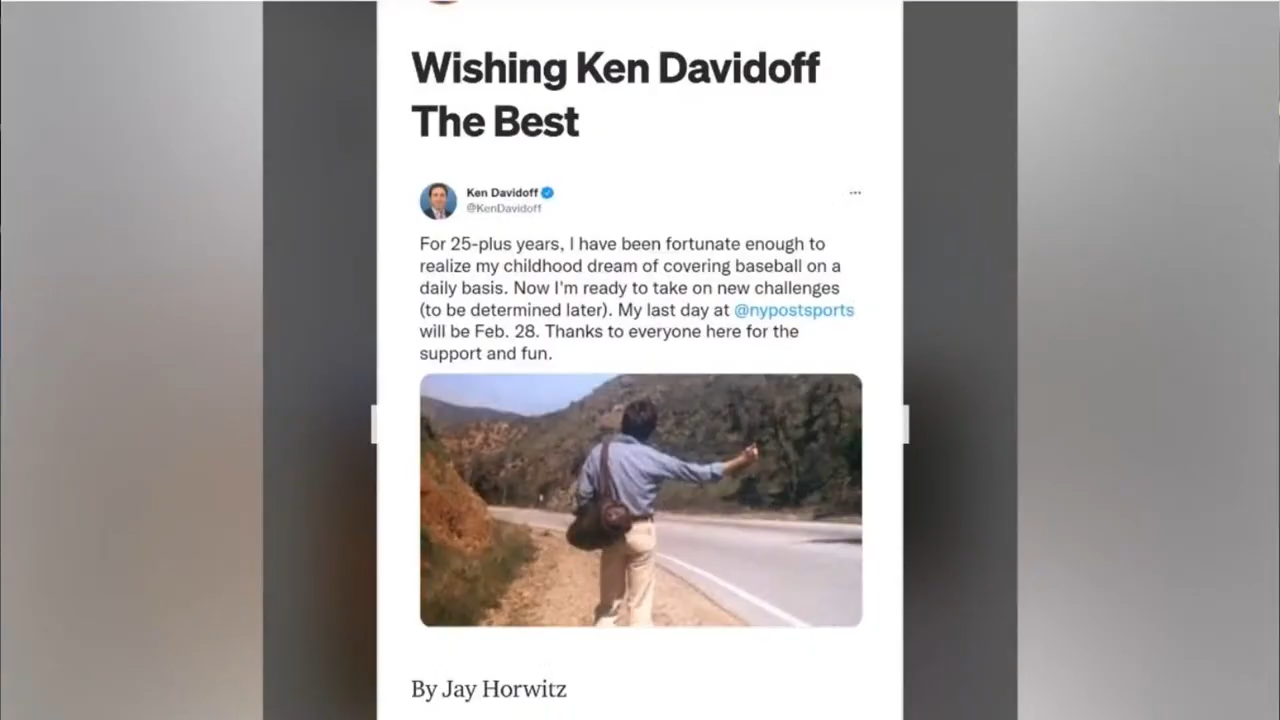 Wishing Ken Davidoff
The Best
Ken Davidoff
@KenDavidoff
For 25-plus years, I have been fortunate enough to
realize my childhood dream of covering baseball on a
daily basis. Now I'm ready to take on new challenges
(to be determined later). My last day at @nypostsports
will be Feb. 28. Thanks to everyone here for the
support and fun.
By Jay Horwitz